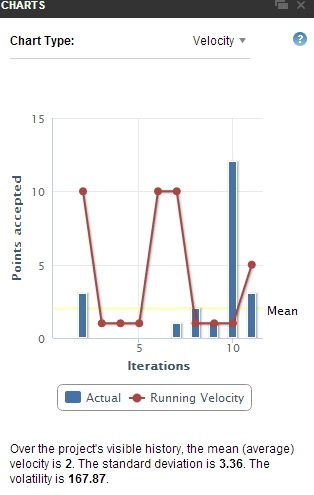 CHARTS
Chart Type: Velocity
?
15
10
5
0
Points accepted
Mean
5 10
Iterations
Actual Running Velocity
Over the project's visible history, the mean (average)
velocity is 2. The standard deviation is 3.36. The
volatility is 167.87.